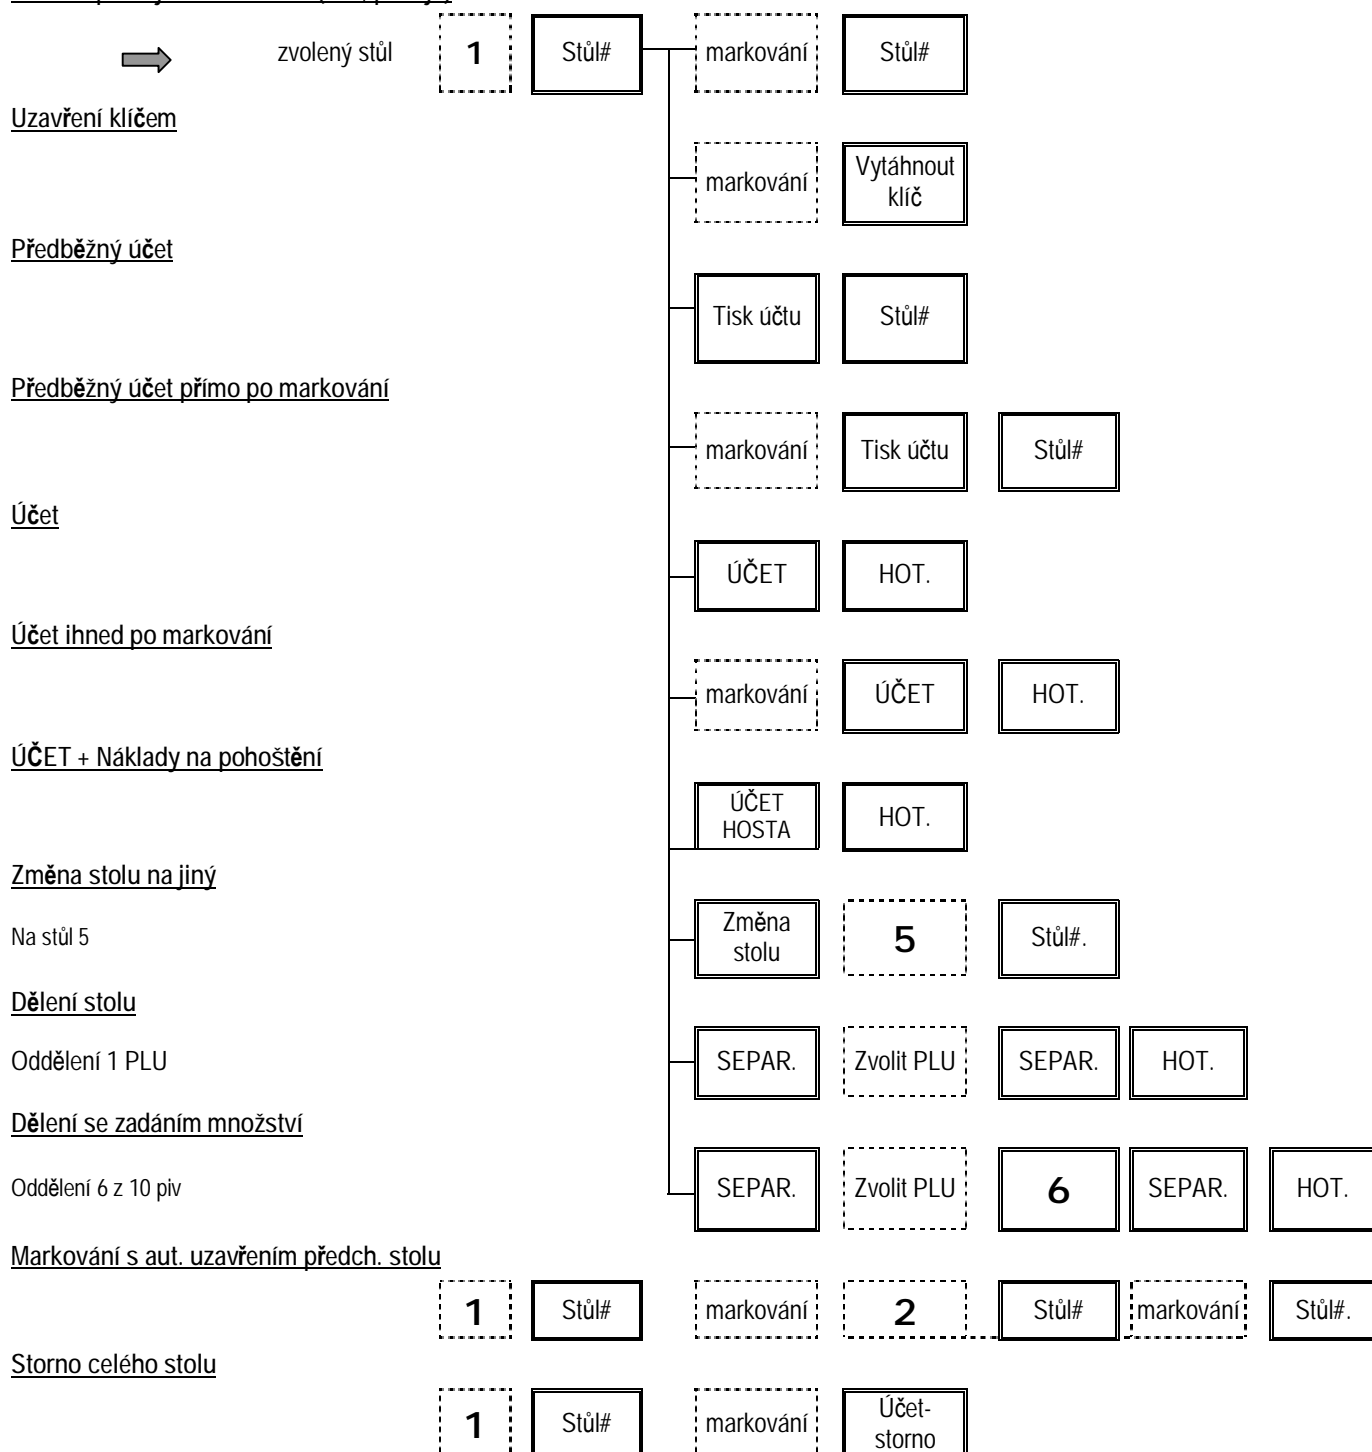 zvolený stůl 1 Stůl# markování Stůl#
Uzavření klíčem
markování Vytáhnout klíč
Předběžný účet
Tisk účtu Stůl#
Předběžný účet přímo po markování
markování Tisk účtu Stůl#
Účet
ÚČET HOT.
Účet ihned po markování
markování ÚČET HOT.
ÚČET + Náklady na pohoštění
ÚČET HOSTA HOT.
Změna stolu na jiný
Na stůl 5 Změna stolu 5 Stůl#.
Dělení stolu
Oddělení 1 PLU SEPAR. Zvolit PLU SEPAR. HOT.
Dělení se zadáním množství
Oddělení 6 z 10 piv SEPAR. Zvolit PLU 6 SEPAR. HOT.
Markování s aut. uzavřením předch. stolu
1 Stůl# markování 2 Stůl# markování Stůl#.
Storno celého stolu
1 Stůl# markování Účet-storno